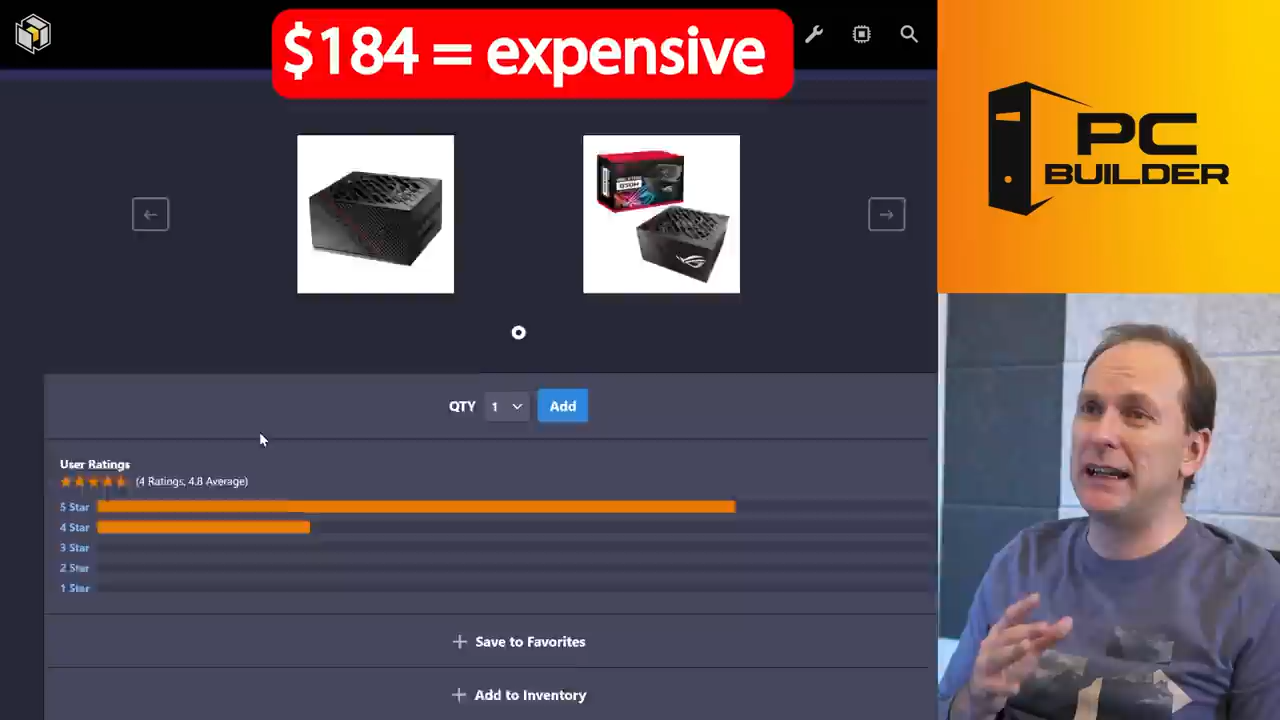 $184 = expensive
PC
BUILDER
QTY 1 Add
User Ratings
(4 Ratings, 4.8 Average)
5 Star
4 Star
3 Star
2 Star
1 Star
Save to Favorites
Add to Inventory